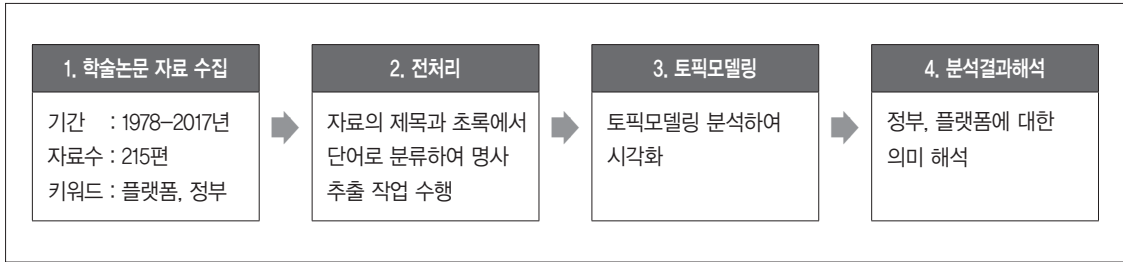 1. 학술논문 자료 수집
기간 : 1978-2017년
자료수 : 215편
키워드 : 플랫폼, 정부
2. 전처리
자료의 제목과 초록에서
단어로 분류하여 명사
추출 작업 수행
3. 토픽모델링
토픽모델링 분석하여
시각화
4. 분석결과해석
정부, 플랫폼에 대한
의미 해석